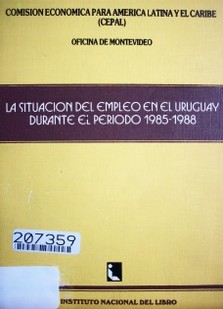 COMISION ECONOMICA PARA AMERICA LATINA Y EL CARIBE
(CEPAL)
OFICINA DE MONTEVIDEO
LA SITUACION DEL EMPLEO EN EL URUGUAY
DURANTE EL PERIODO 1985-1988
207359
INSTITUTO NACIONAL DEL LIBRO